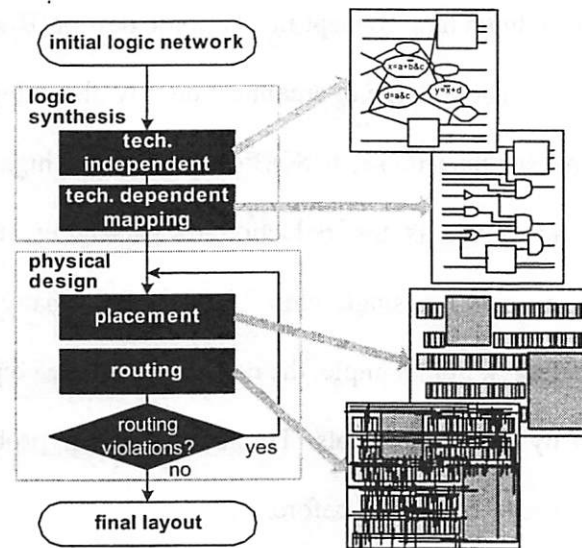 initial logic network
logic
synthesis
tech.
independent
tech. dependent
mapping
physical
design
placement
routing
routing
violations?
yes
no
final layout
x=a+b&c
y=x̅+d
d=a&c